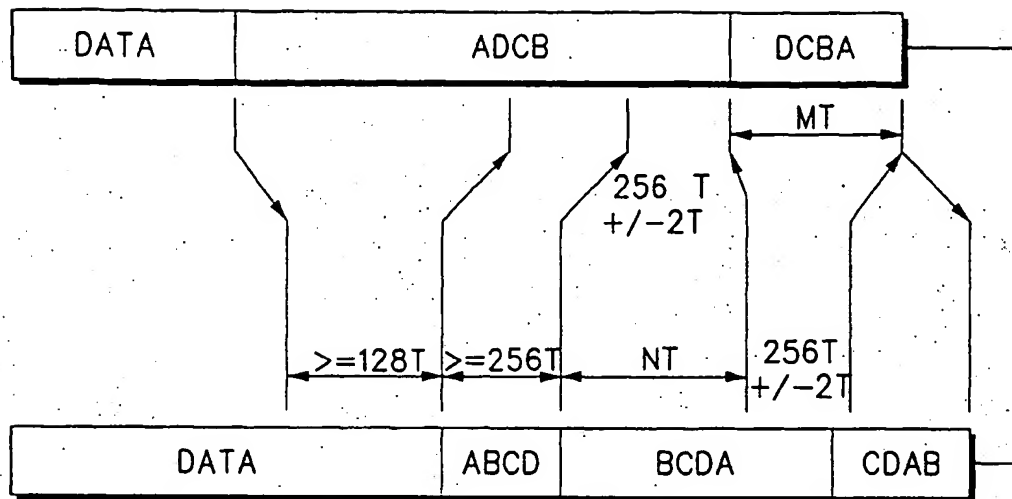 DATA ADCB DCBA
MT
256 T
+/-2T
>=128T >=256T NT 256T
+/-2T
DATA ABCD BCDA CDAB